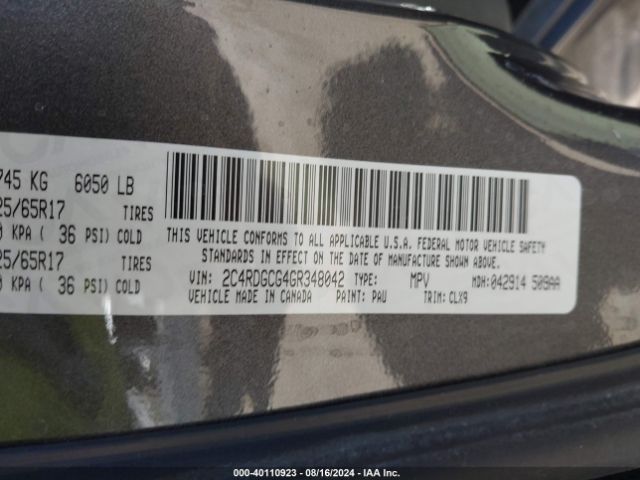 745 KG 6050 LB
25/65R17 TIRES
0 KPA ( 36 PSI) COLD
25/65R17 TIRES
0 KPA ( 36 PSI) COLD
THIS VEHICLE CONFORMS TO ALL APPLICABLE U.S.A. FEDERAL MOTOR VEHICLE SAFETY
STANDARDS IN EFFECT ON THE DATE OF MANUFACTURE SHOWN ABOVE.
VIN: 2C4RDGCG4GR348042 TYPE: MPV MDH:042914 509AA
VEHICLE MADE IN CANADA PAINT: PAU TRIM: CLX9
000-40110923 - 08/16/2024 - IAA Inc.